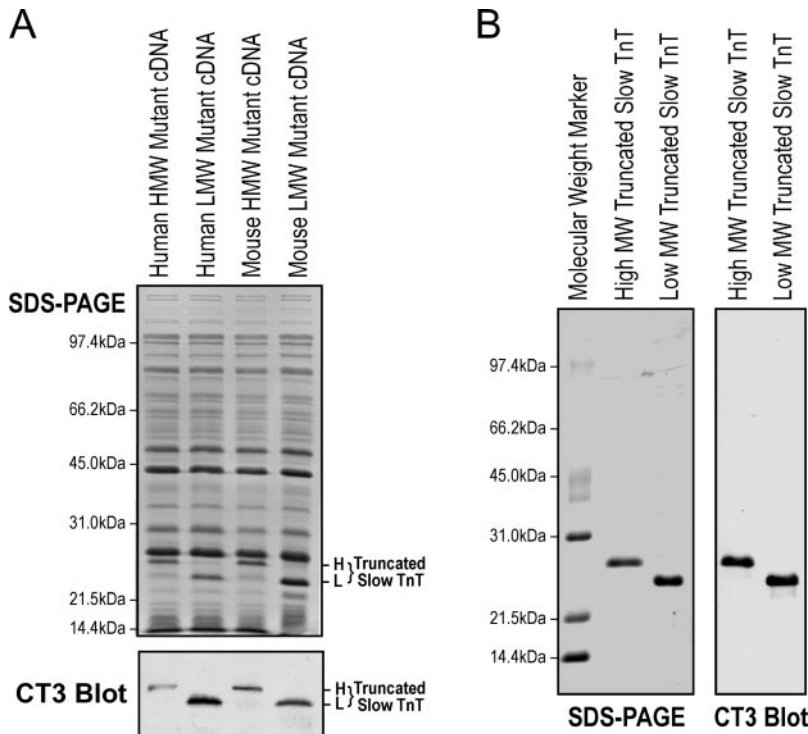 A
Human HMW Mutant cDNA
Human LMW Mutant cDNA
Mouse HMW Mutant cDNA
Mouse LMW Mutant cDNA
SDS-PAGE
97.4kDa
66.2kDa
45.0kDa
31.0kDa
21.5kDa
14.4kDa
H Truncated
L Slow TnT
CT3 Blot
H Truncated
L Slow TnT
B
Molecular Weight Marker
High MW Truncated Slow TnT
Low MW Truncated Slow TnT
High MW Truncated Slow TnT
Low MW Truncated Slow TnT
97.4kDa
66.2kDa
45.0kDa
31.0kDa
21.5kDa
14.4kDa
SDS-PAGE
CT3 Blot